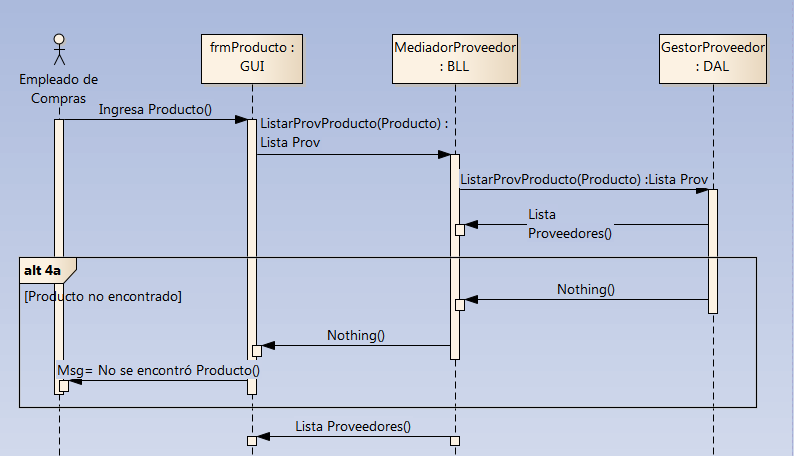 frmProducto :
GUI
MediadorProveedor
: BLL
GestorProveedor
: DAL
Empleado de
Compras
Ingresa Producto()
ListarProvProducto(Producto) :
Lista Prov
ListarProvProducto(Producto) :Lista Prov
Lista
Proveedores()
alt 4a
[Producto no encontrado]
Nothing()
Nothing()
Msg= No se encontró Producto()
Lista Proveedores()